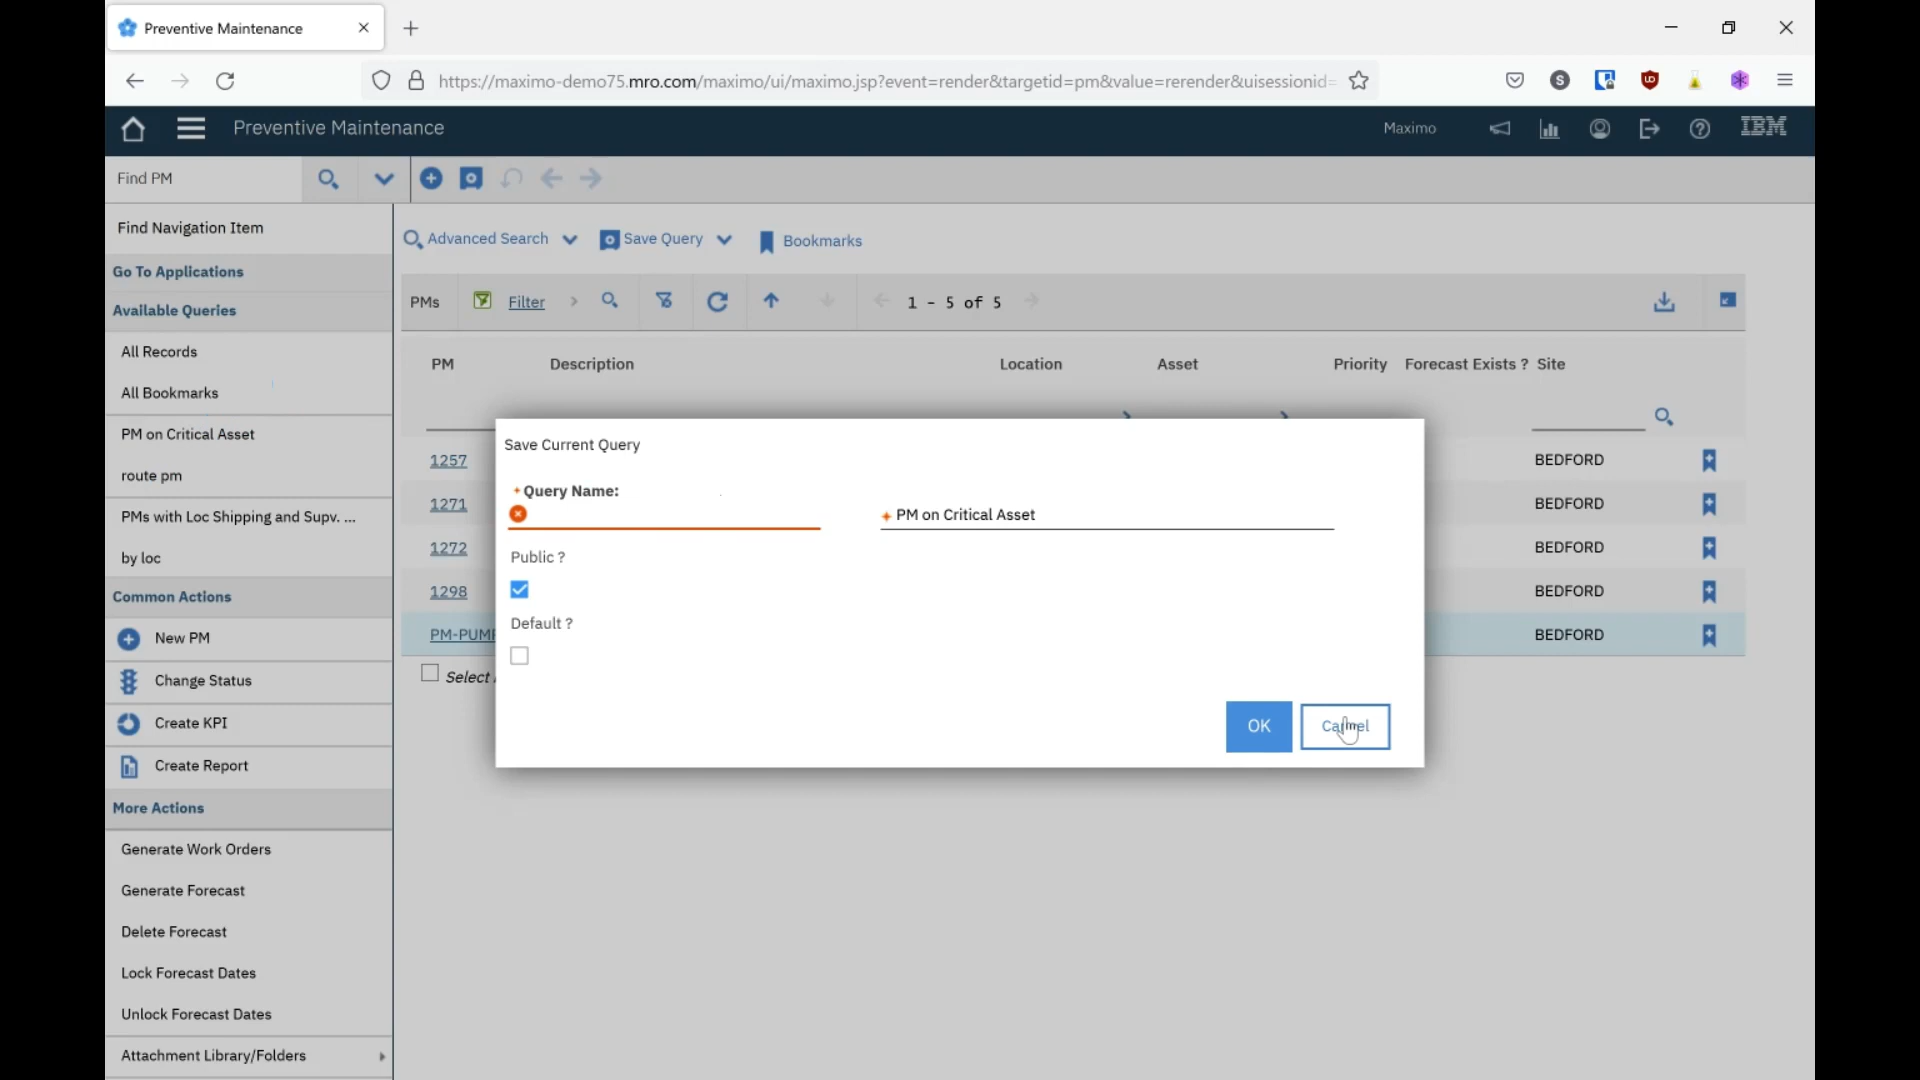 Preventive Maintenance
https://maximo-demo75.mro.com/maximo/ui/maximo.jsp?event=render&targetid=pm&value=rerender&uisessionid=
Preventive Maintenance
Maximo
IBM
Find PM
Find Navigation Item
Go To Applications
Available Queries
All Records
All Bookmarks
PM on Critical Asset
route pm
PMs with Loc Shipping and Supv. ...
by loc
Common Actions
New PM
Change Status
Create KPI
Create Report
More Actions
Generate Work Orders
Generate Forecast
Delete Forecast
Lock Forecast Dates
Unlock Forecast Dates
Attachment Library/Folders
Advanced Search
Save Query
Bookmarks
PMs
Filter
1 - 5 of 5
PM Description Location Asset Priority Forecast Exists ? Site
1257 BEDFORD
1271 BEDFORD
1272 BEDFORD
1298 BEDFORD
PM-PUMP BEDFORD
Select
Save Current Query
Query Name:
PM on Critical Asset
Public ?
Default ?
OK
Cancel